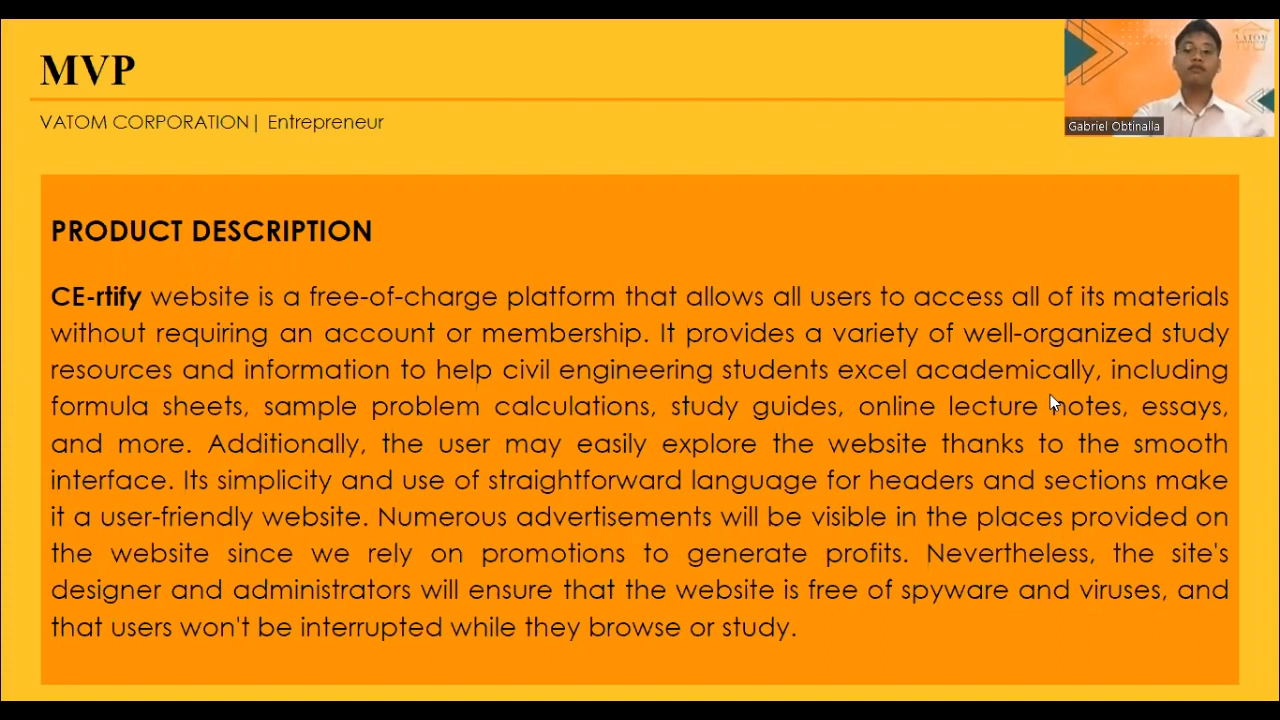 MVP
VATOM CORPORATION| Entrepreneur
VATOM
Gabriel Obtinalla
PRODUCT DESCRIPTION
CE-rtify website is a free-of-charge platform that allows all users to access all of its materials
without requiring an account or membership. It provides a variety of well-organized study
resources and information to help civil engineering students excel academically, including
formula sheets, sample problem calculations, study guides, online lecture notes, essays,
and more. Additionally, the user may easily explore the website thanks to the smooth
interface. Its simplicity and use of straightforward language for headers and sections make
it a user-friendly website. Numerous advertisements will be visible in the places provided on
the website since we rely on promotions to generate profits. Nevertheless, the site's
designer and administrators will ensure that the website is free of spyware and viruses, and
that users won't be interrupted while they browse or study.